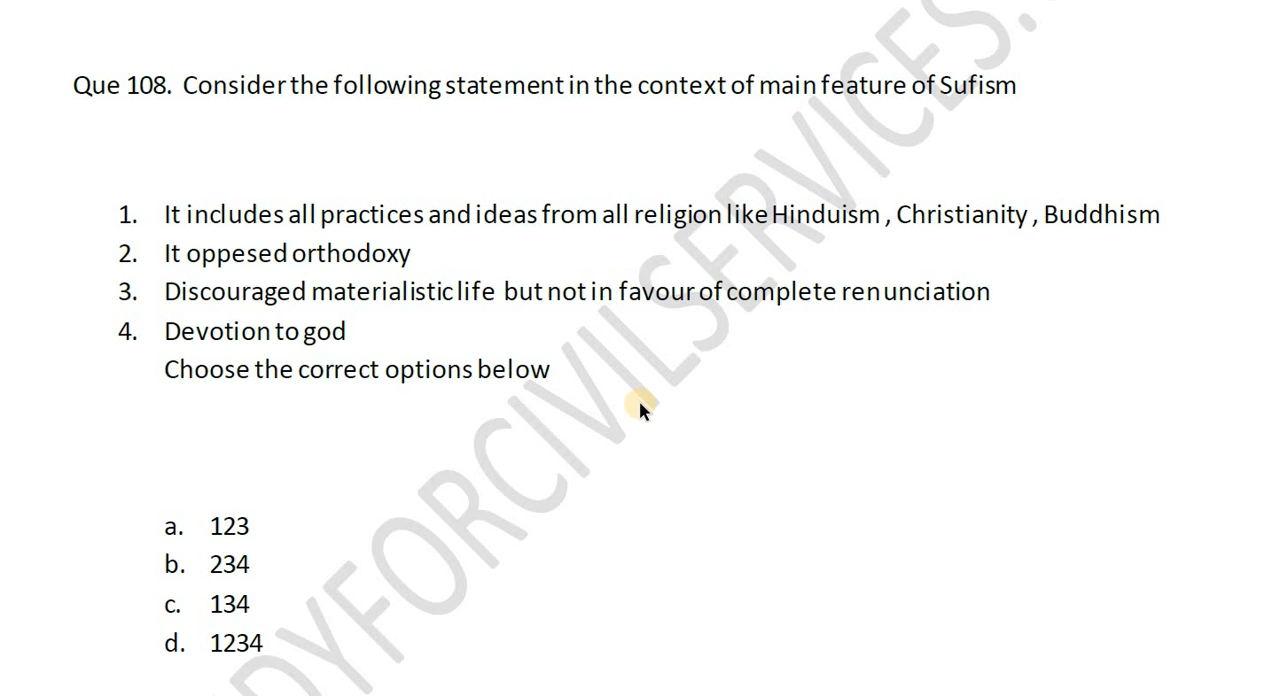 Que 108. Consider the following statement in the context of main feature of Sufism
1. It includes all practices and ideas from all religion like Hinduism , Christianity , Buddhism
2. It oppesed orthodoxy
3. Discouraged materialistic life but not in favour of complete renunciation
4. Devotion to god
Choose the correct options below
a. 123
b. 234
c. 134
d. 1234
DYFORCIVILSERVICES.